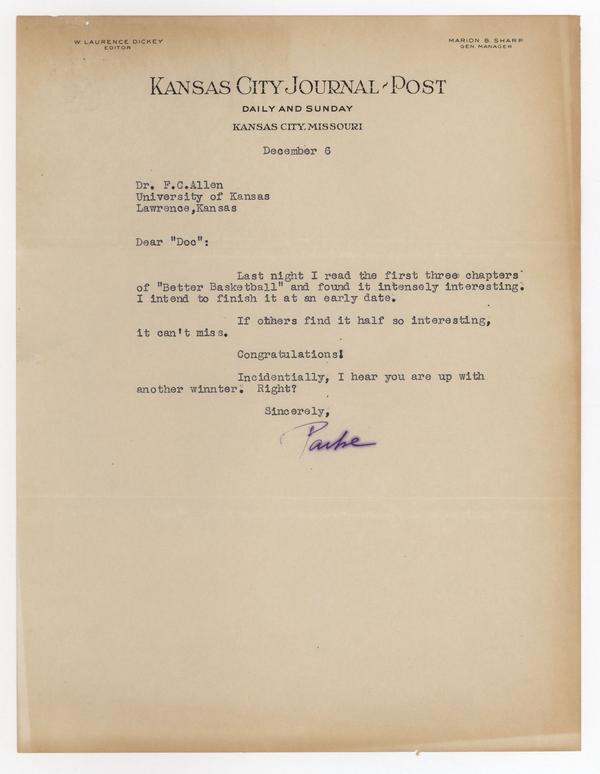 W. LAURENCE DICKEY
EDITOR
MARION B. SHARP
GEN. MANAGER
KANSAS CITY JOURNAL-POST
DAILY AND SUNDAY
KANSAS CITY, MISSOURI
December 6
Dr. F.C.Allen
University of Kansas
Lawrence,Kansas
Dear "Doc":
Last night I read the first three chapters
of "Better Basketball" and found it intensely interesting.
I intend to finish it at an early date.
If others find it half so interesting,
it can't miss.
Congratulations!
Incidentially, I hear you are up with
another winnter. Right?
Sincerely,
Parke